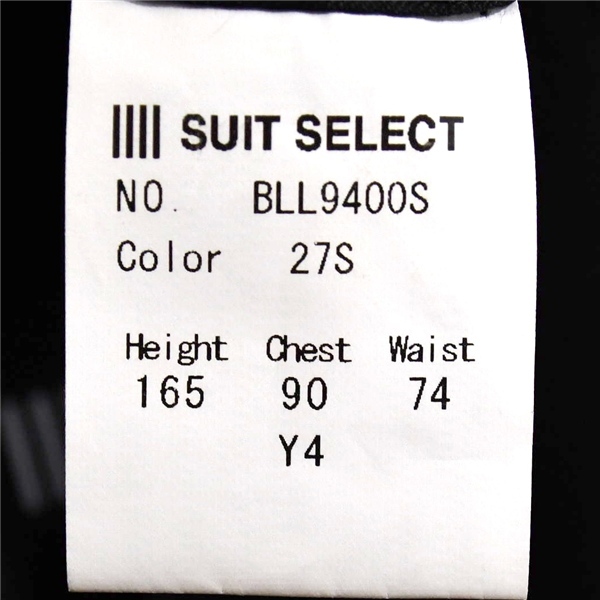 SUIT SELECT
NO. BLL9400S
Color 27S
Height Chest Waist
165 90 74
Y4